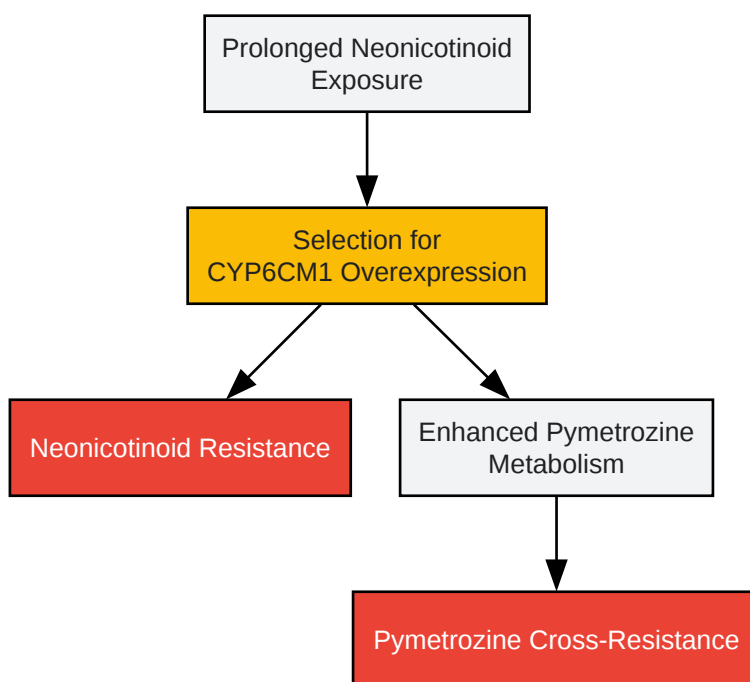 Prolonged Neonicotinoid
Exposure
Selection for
CYP6CM1 Overexpression
Neonicotinoid Resistance
Enhanced Pymetrozine
Metabolism
Pymetrozine Cross-Resistance